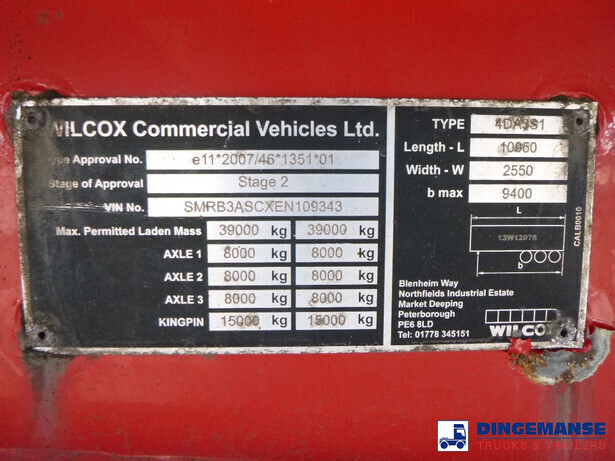 WILCOX Commercial Vehicles Ltd.
Type Approval No. e11*2007/46*1351*01
Stage of Approval Stage 2
VIN No. SMRB3ASCXEN109343
Max. Permitted Laden Mass 39000 kg 39000 kg
AXLE 1 8000 kg 8000 kg
AXLE 2 8000 kg 8000 kg
AXLE 3 8000 kg 8000 kg
KINGPIN 15000 kg 15000 kg
TYPE
Length - L 10960
Width - W 2550
b max 9400
L
13W12978
b
CALB0010
Blenheim Way
Northfields Industrial Estate
Market Deeping
Peterborough
PE6 8LD
Tel: 01778 345151
WILCOX
DINGEMANSE
TRUCKS & TRAILERS